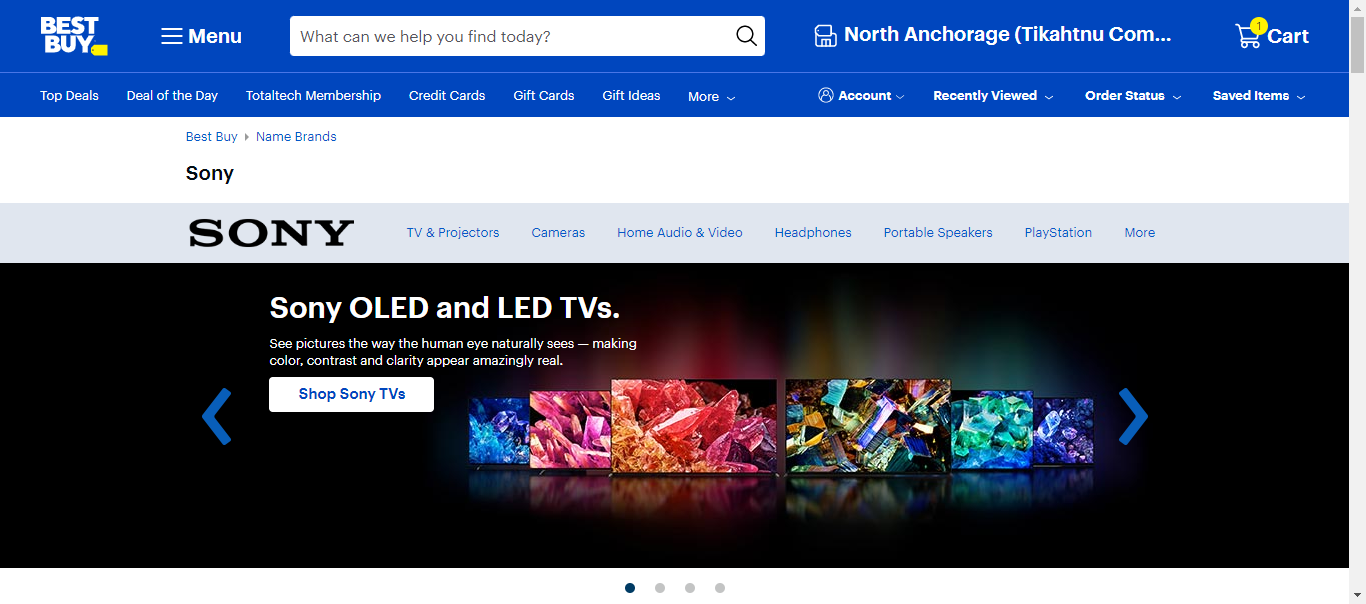 BEST
BUY
Menu
What can we help you find today?
North Anchorage (Tikahtnu Com...
1
Cart
Top Deals
Deal of the Day
Totaltech Membership
Credit Cards
Gift Cards
Gift Ideas
More
Account
Recently Viewed
Order Status
Saved Items
Best Buy
Name Brands
Sony
SONY
TV & Projectors
Cameras
Home Audio & Video
Headphones
Portable Speakers
PlayStation
More
Sony OLED and LED TVs.
See pictures the way the human eye naturally sees — making
color, contrast and clarity appear amazingly real.
Shop Sony TVs